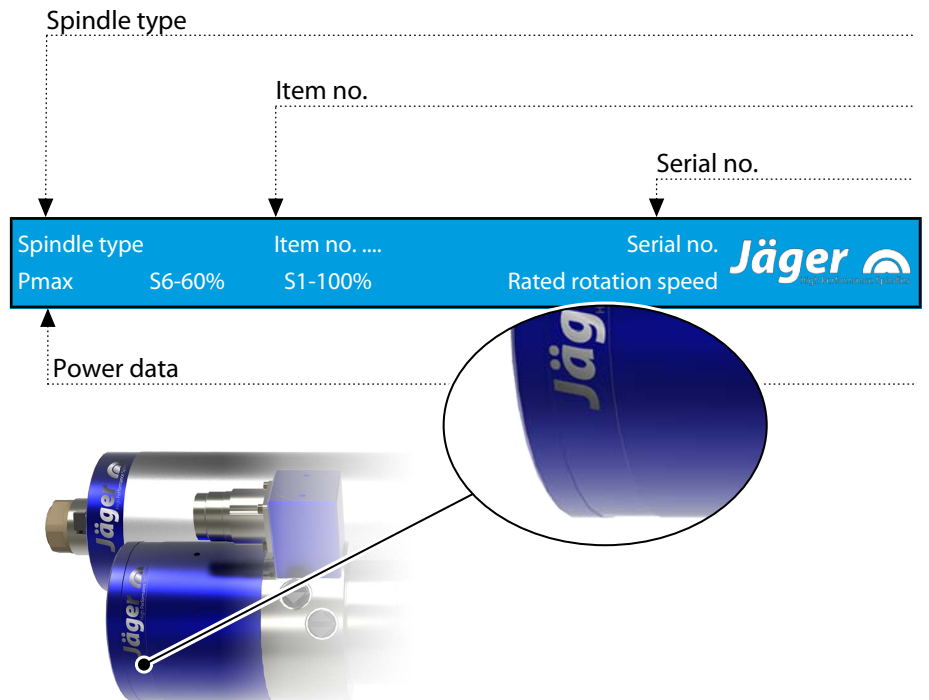 Spindle type
Item no.
Serial no.
Spindle type Item no. .... Serial no.
Jäger
Pmax S6-60% S1-100% Rated rotation speed
Power data
Jäg
Jäger
Jäger